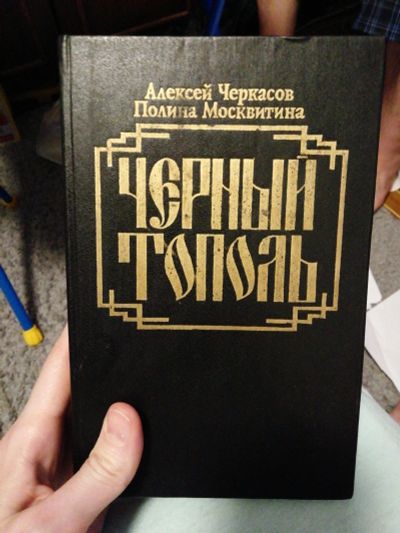 Алексей Черкасов
Полина Москвитина
ЧЕРНЫЙ
ТОПОЛЬ